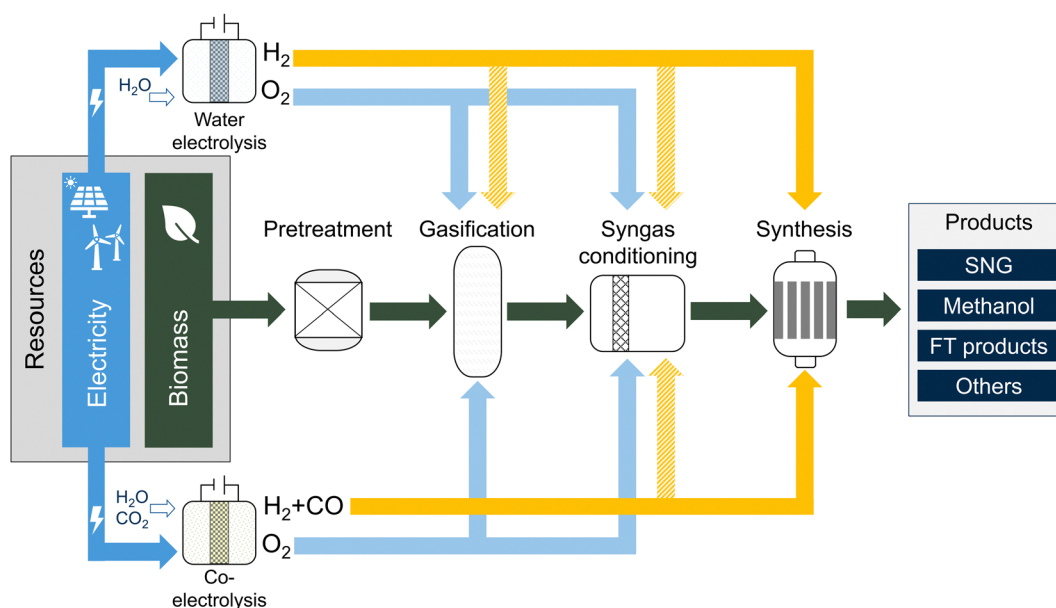 H₂
H₂O
O₂
Water
electrolysis
Resources
Electricity
Biomass
Pretreatment
Gasification
Syngas
conditioning
Synthesis
Products
SNG
Methanol
FT products
Others
H₂O
CO₂
H₂+CO
O₂
Co-
electrolysis